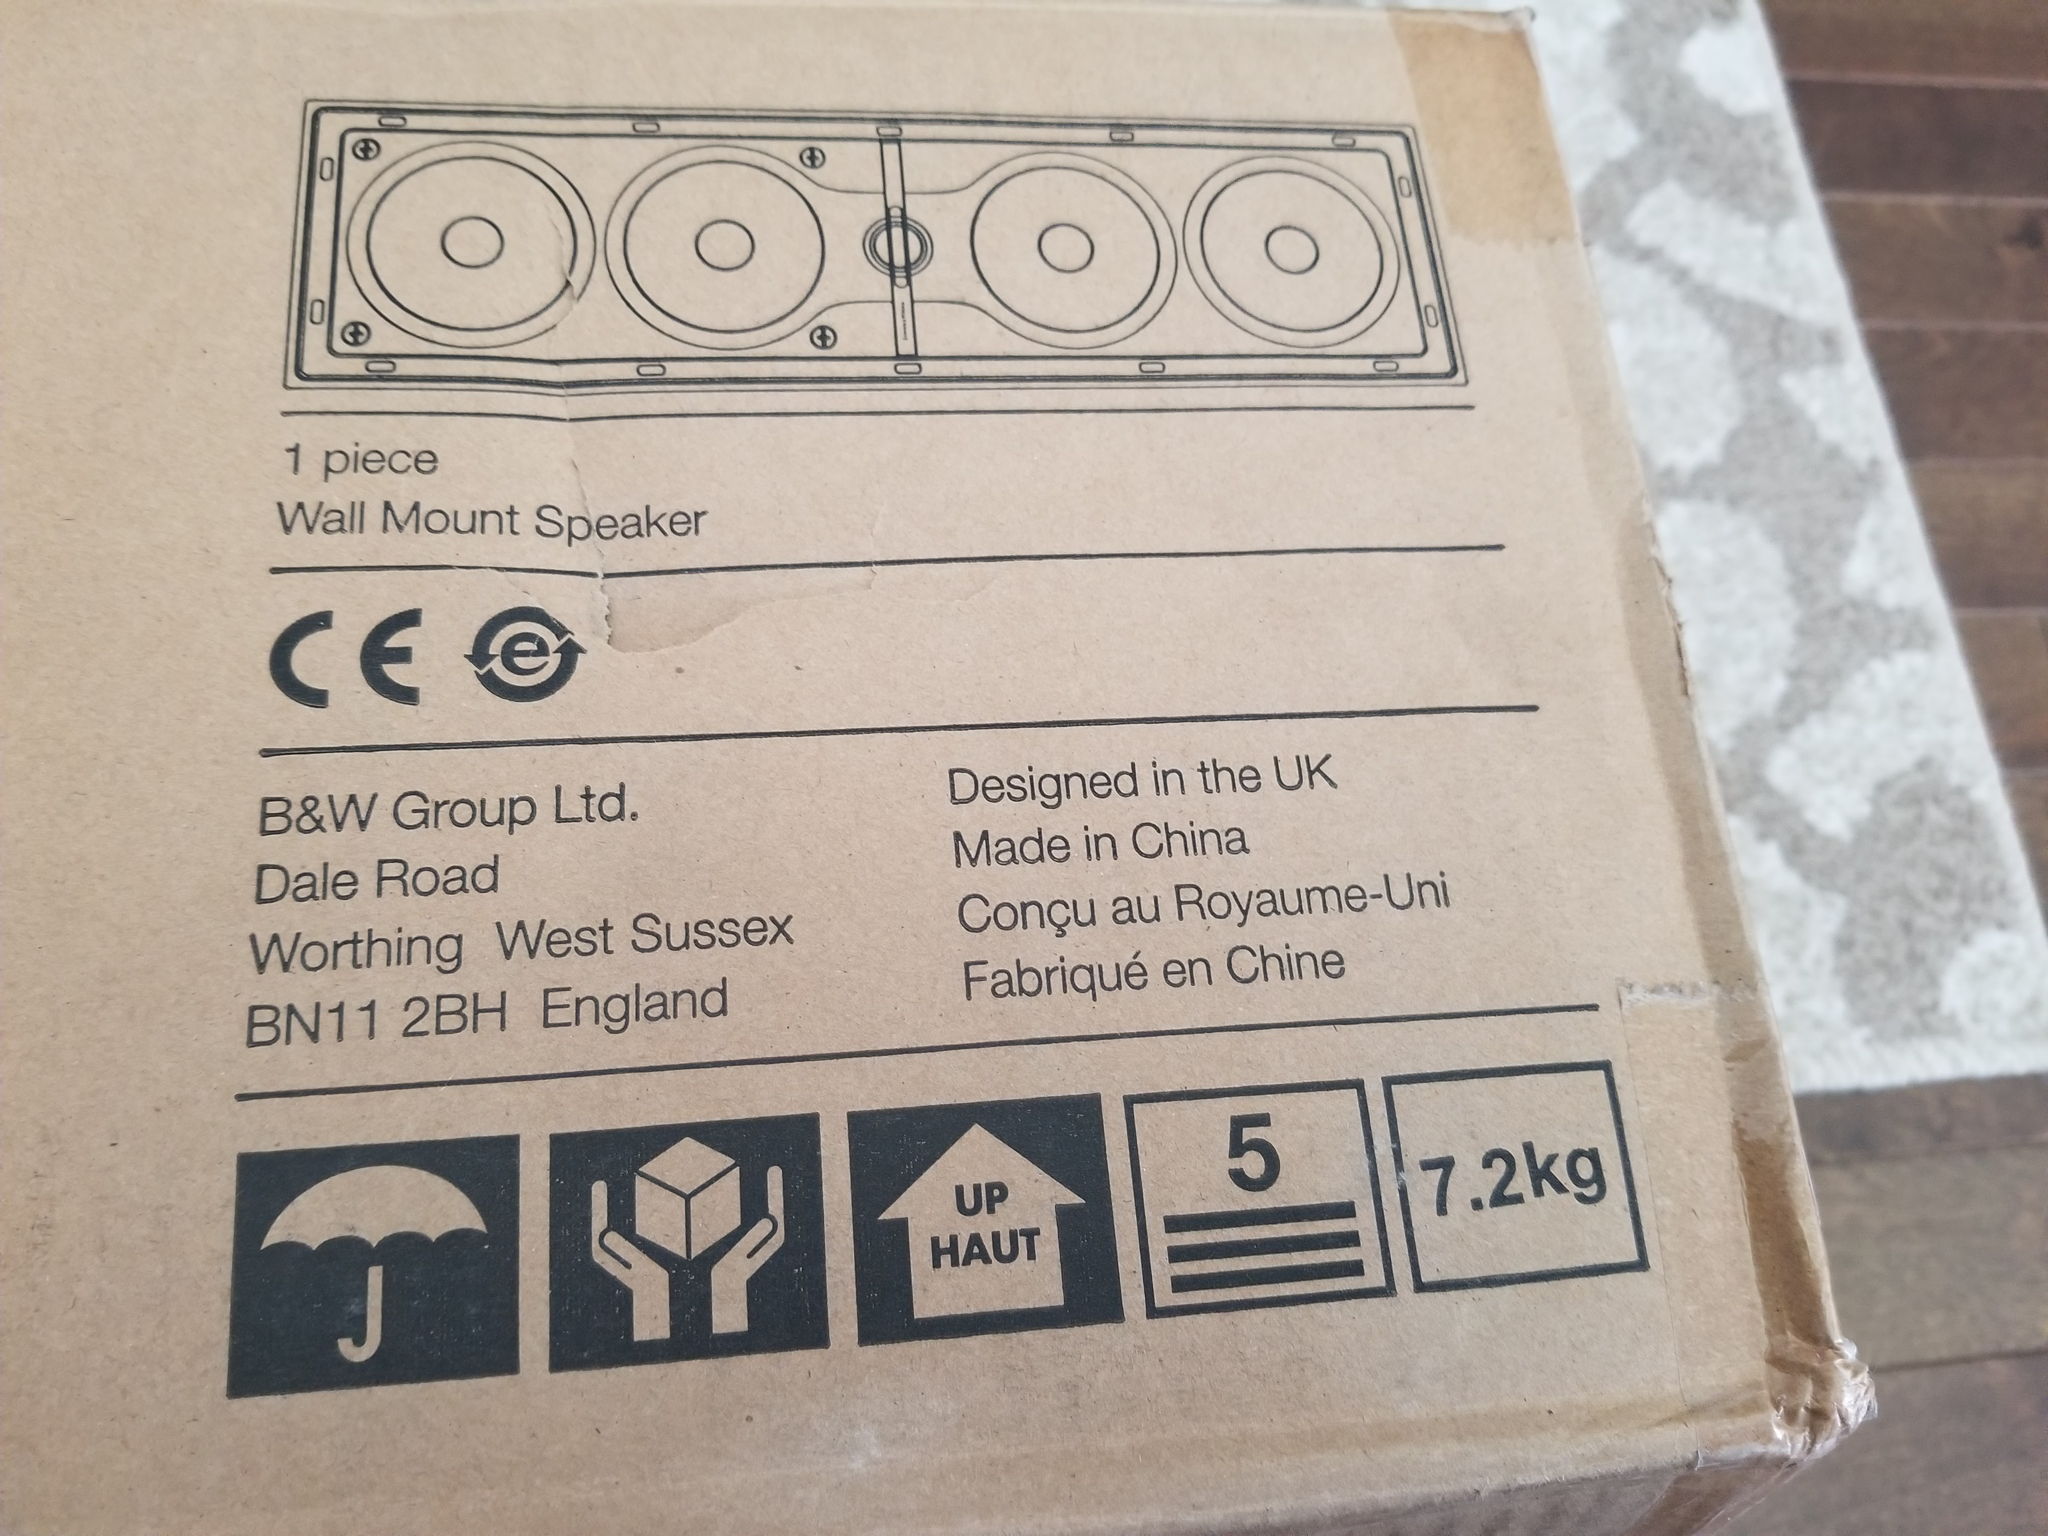 1 piece
Wall Mount Speaker
CE e
B&W Group Ltd.
Dale Road
Worthing West Sussex
BN11 2BH England
Designed in the UK
Made in China
Conçu au Royaume-Uni
Fabriqué en Chine
UP
HAUT
5
7.2kg